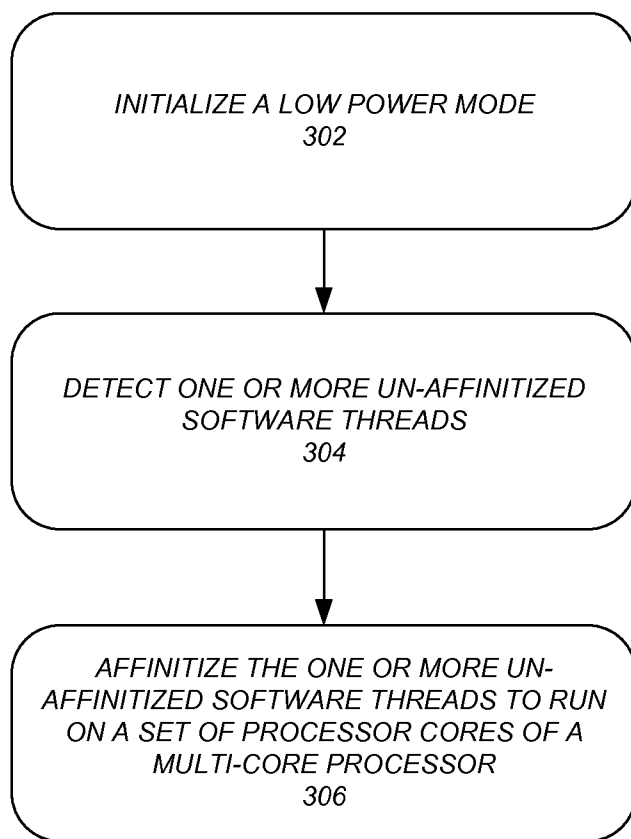 INITIALIZE A LOW POWER MODE
302
DETECT ONE OR MORE UN-AFFINITIZED
SOFTWARE THREADS
304
AFFINITIZE THE ONE OR MORE UN-
AFFINITIZED SOFTWARE THREADS TO RUN
ON A SET OF PROCESSOR CORES OF A
MULTI-CORE PROCESSOR
306